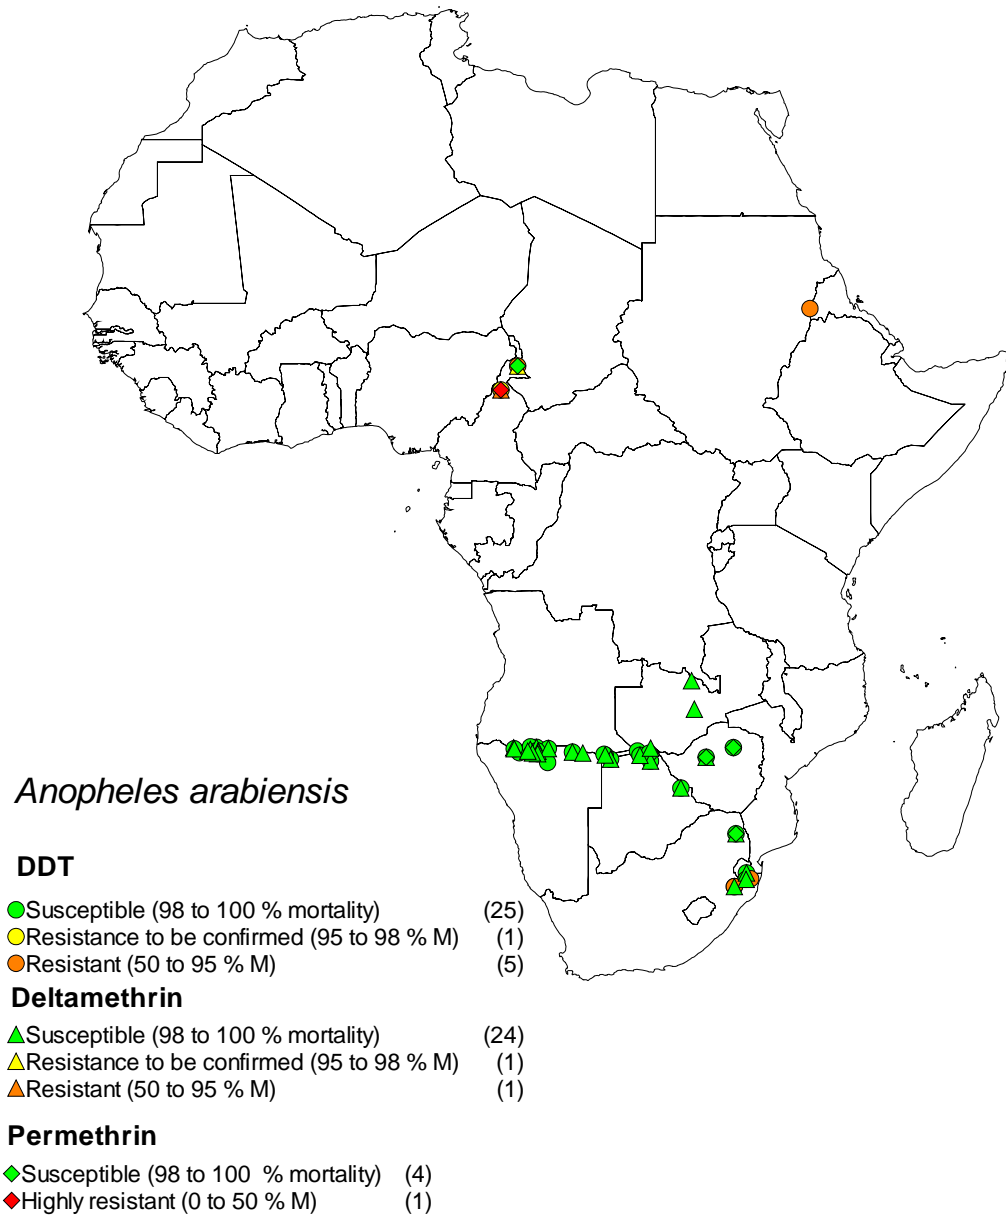 Anopheles arabiensis
DDT
Susceptible (98 to 100 % mortality) (25)
Resistance to be confirmed (95 to 98 % M) (1)
Resistant (50 to 95 % M) (5)
Deltamethrin
Susceptible (98 to 100 % mortality) (24)
Resistance to be confirmed (95 to 98 % M) (1)
Resistant (50 to 95 % M) (1)
Permethrin
Susceptible (98 to 100 % mortality) (4)
Highly resistant (0 to 50 % M) (1)